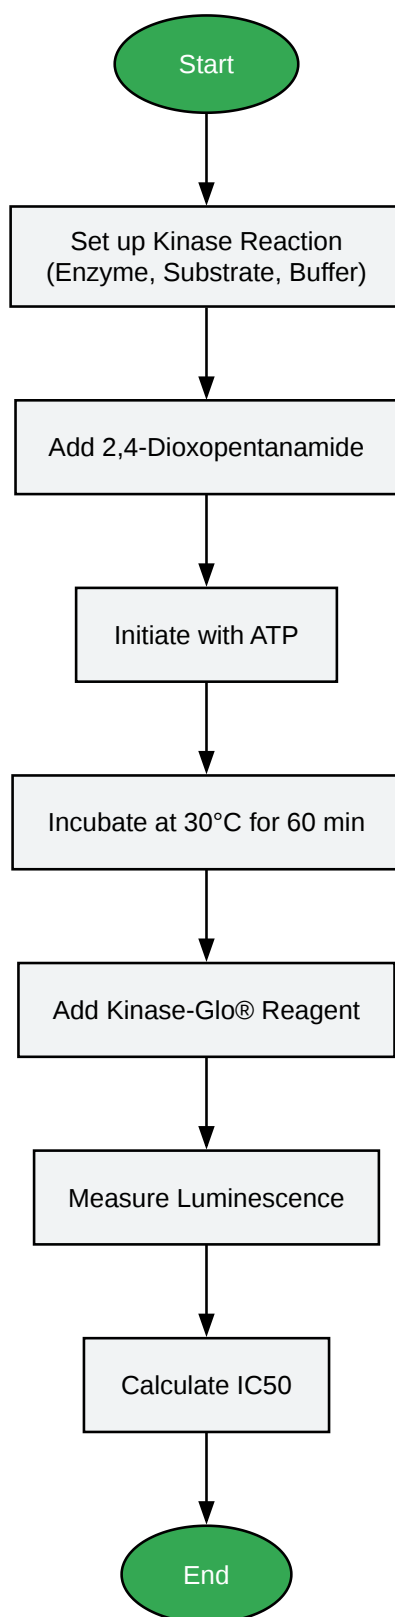 Start
Set up Kinase Reaction
(Enzyme, Substrate, Buffer)
Add 2,4-Dioxopentanamide
Initiate with ATP
Incubate at 30°C for 60 min
Add Kinase-Glo® Reagent
Measure Luminescence
Calculate IC50
End